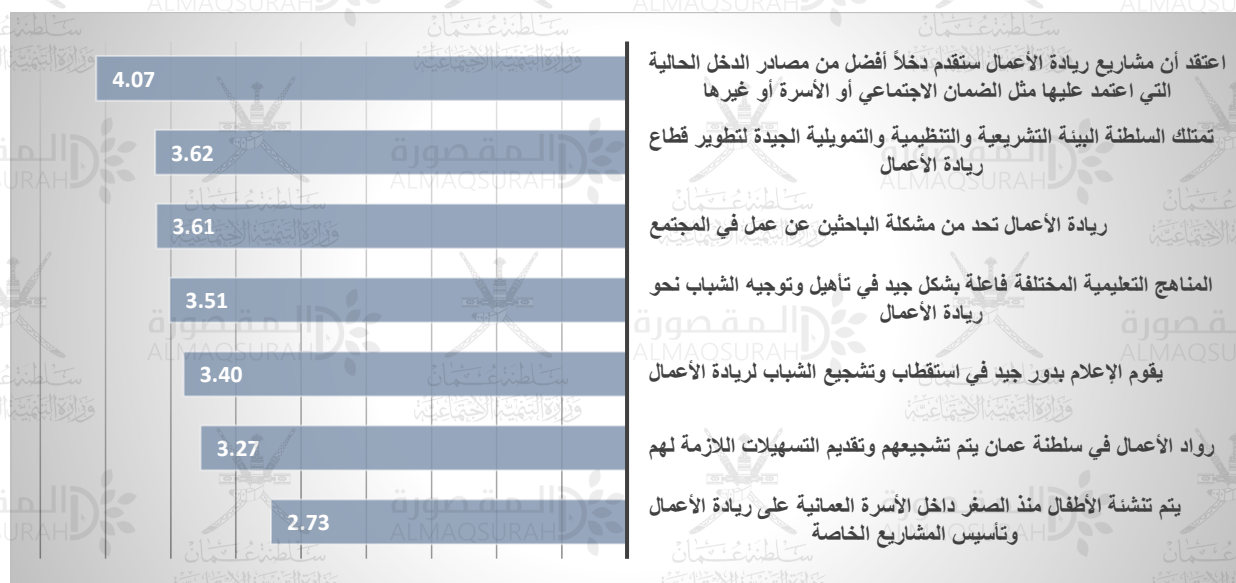 اعتقد أن مشاريع ريادة الأعمال ستقدم دخلاً أفضل من مصادر الدخل الحالية
التي اعتمد عليها مثل الضمان الاجتماعي أو الأسرة أو غيرها
4.07
تمتلك السلطنة البيئة التشريعية والتنظيمية والتمويلية الجيدة لتطوير قطاع
ريادة الأعمال
3.62
ريادة الأعمال تحد من مشكلة الباحثين عن عمل في المجتمع
3.61
المناهج التعليمية المختلفة فاعلة بشكل جيد في تأهيل وتوجيه الشباب نحو
ريادة الأعمال
3.51
يقوم الإعلام بدور جيد في استقطاب وتشجيع الشباب لريادة الأعمال
3.40
رواد الأعمال في سلطنة عمان يتم تشجيعهم وتقديم التسهيلات اللازمة لهم
3.27
يتم تنشئة الأطفال منذ الصغر داخل الأسرة العمانية على ريادة الأعمال
وتأسيس المشاريع الخاصة
2.73
المقصورة
ALMAQSURAH
سلطنة عمان
وزارة التنمية الاجتماعية